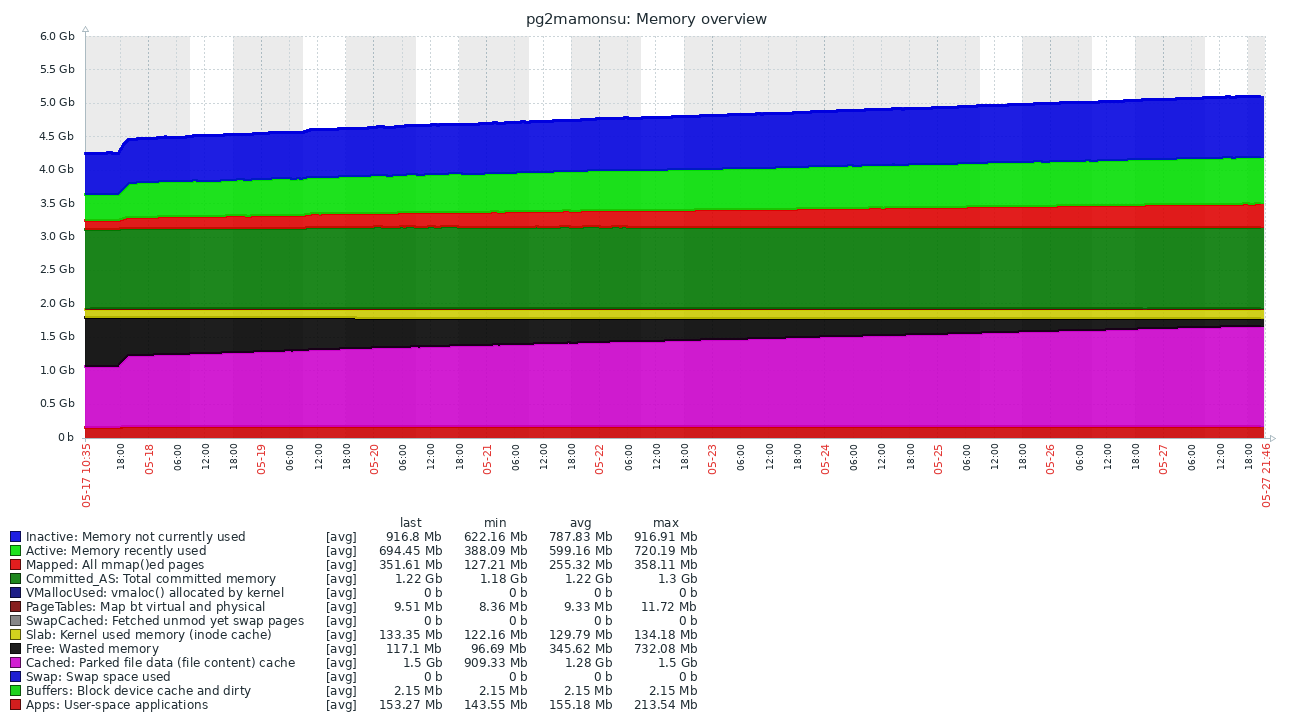 pg2mamonsu: Memory overview
6.0 Gb
5.5 Gb
5.0 Gb
4.5 Gb
4.0 Gb
3.5 Gb
3.0 Gb
2.5 Gb
2.0 Gb
1.5 Gb
1.0 Gb
0.5 Gb
0 b
05-17 10:35
18:00
05-18
06:00
12:00
18:00
05-19
06:00
12:00
18:00
05-20
06:00
12:00
18:00
05-21
06:00
12:00
18:00
05-22
06:00
12:00
18:00
05-23
06:00
12:00
18:00
05-24
06:00
12:00
18:00
05-25
06:00
12:00
18:00
05-26
06:00
12:00
18:00
05-27
06:00
12:00
18:00
05-27 21:46
last min avg max
Inactive: Memory not currently used [avg] 916.8 Mb 622.16 Mb 787.83 Mb 916.91 Mb
Active: Memory recently used [avg] 694.45 Mb 388.09 Mb 599.16 Mb 720.19 Mb
Mapped: All mmap()ed pages [avg] 351.61 Mb 127.21 Mb 255.32 Mb 358.11 Mb
Committed_AS: Total committed memory [avg] 1.22 Gb 1.18 Gb 1.22 Gb 1.3 Gb
VMallocUsed: vmaloc() allocated by kernel [avg] 0 b 0 b 0 b 0 b
PageTables: Map bt virtual and physical [avg] 9.51 Mb 8.36 Mb 9.33 Mb 11.72 Mb
SwapCached: Fetched unmod yet swap pages [avg] 0 b 0 b 0 b 0 b
Slab: Kernel used memory (inode cache) [avg] 133.35 Mb 122.16 Mb 129.79 Mb 134.18 Mb
Free: Wasted memory [avg] 117.1 Mb 96.69 Mb 345.62 Mb 732.08 Mb
Cached: Parked file data (file content) cache [avg] 1.5 Gb 909.33 Mb 1.28 Gb 1.5 Gb
Swap: Swap space used [avg] 0 b 0 b 0 b 0 b
Buffers: Block device cache and dirty [avg] 2.15 Mb 2.15 Mb 2.15 Mb 2.15 Mb
Apps: User-space applications [avg] 153.27 Mb 143.55 Mb 155.18 Mb 213.54 Mb